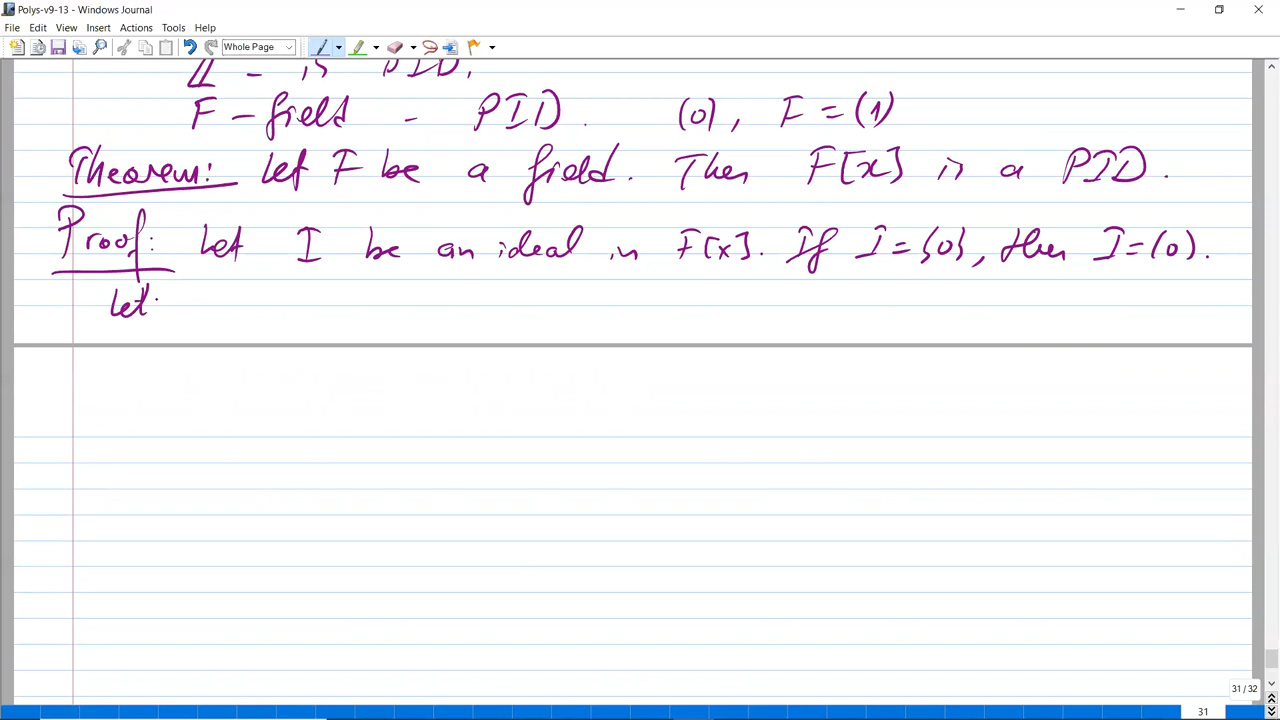 Polys-v9-13 - Windows Journal
File Edit View Insert Actions Tools Help
Whole Page
Z - is PID.
F - field - PID. (0), F = (1)
Theorem: Let F be a field. Then F[x] is a PID.
Proof: Let I be an ideal in F[x]. If I = {0}, then I = (0).
Let
31 / 32
31